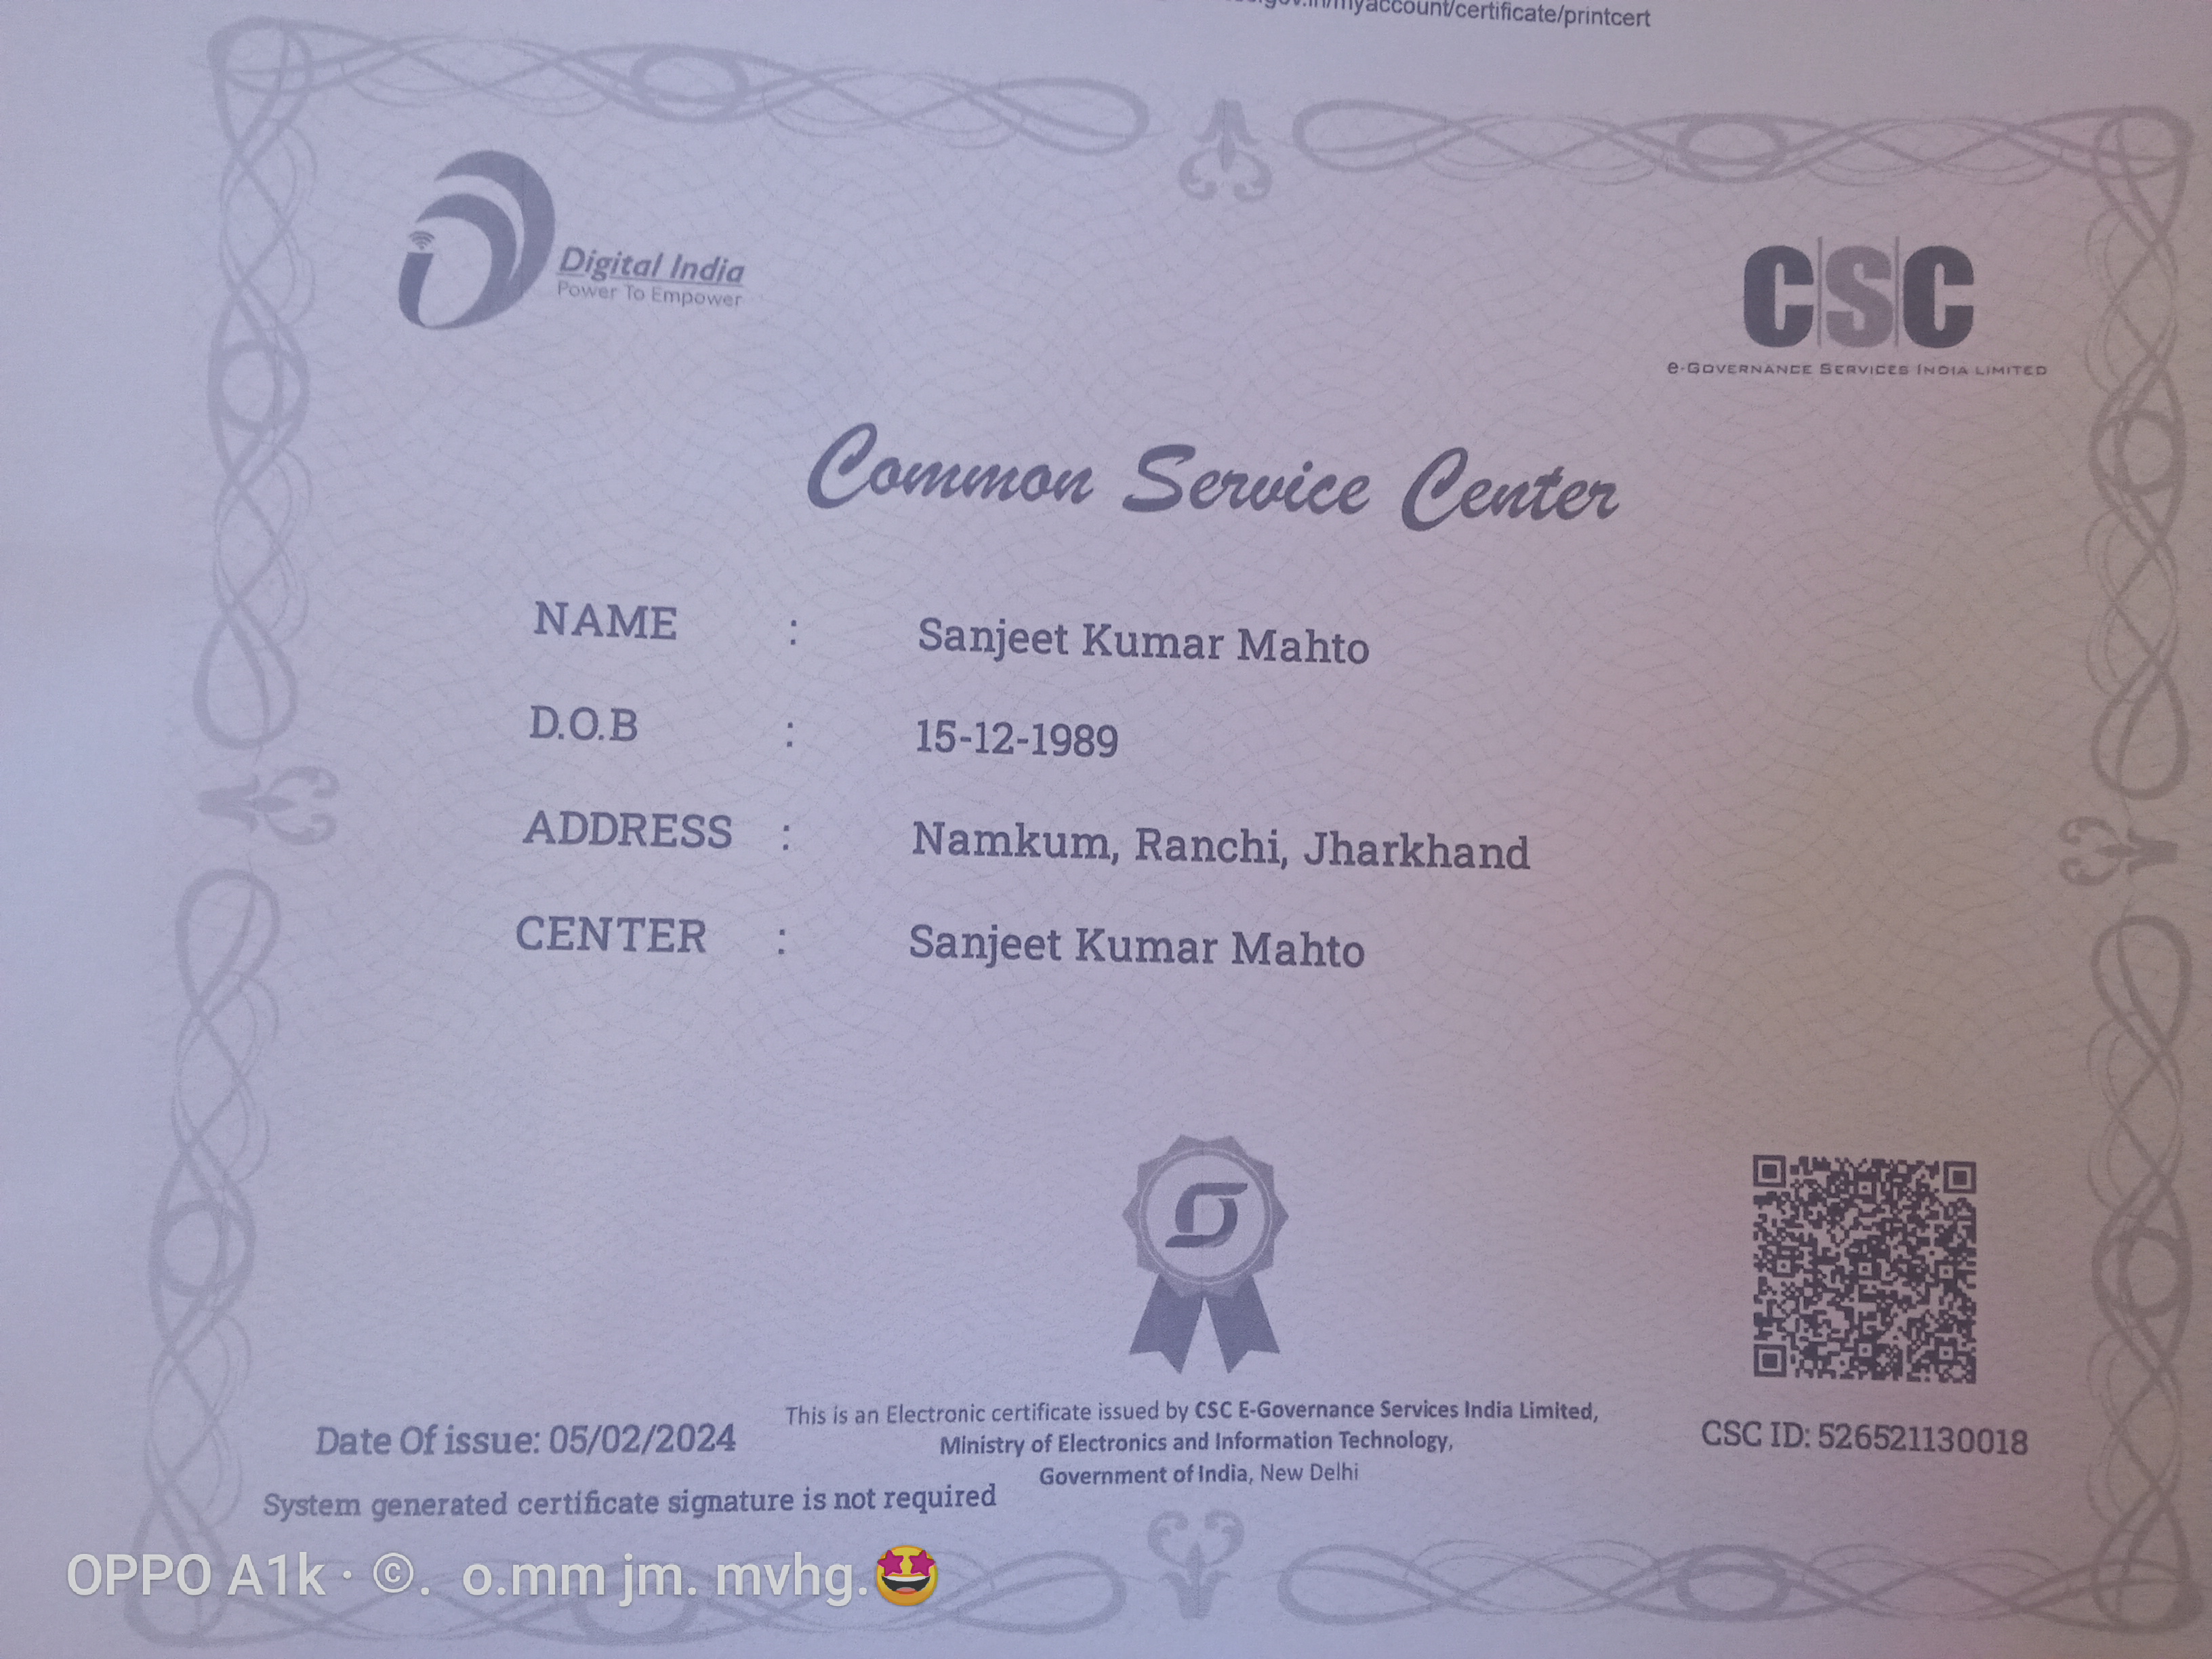 gov.in/myaccount/certificate/printcert
Digital India
Power To Empower
CSC
e-Governance Services India Limited
Common Service Center
NAME : Sanjeet Kumar Mahto
D.O.B : 15-12-1989
ADDRESS : Namkum, Ranchi, Jharkhand
CENTER : Sanjeet Kumar Mahto
This is an Electronic certificate issued by CSC E-Governance Services India Limited,
Ministry of Electronics and Information Technology,
Government of India, New Delhi
Date Of issue: 05/02/2024
CSC ID: 526521130018
System generated certificate signature is not required
OPPO A1k · ©. o.mm jm. mvhg.🤩